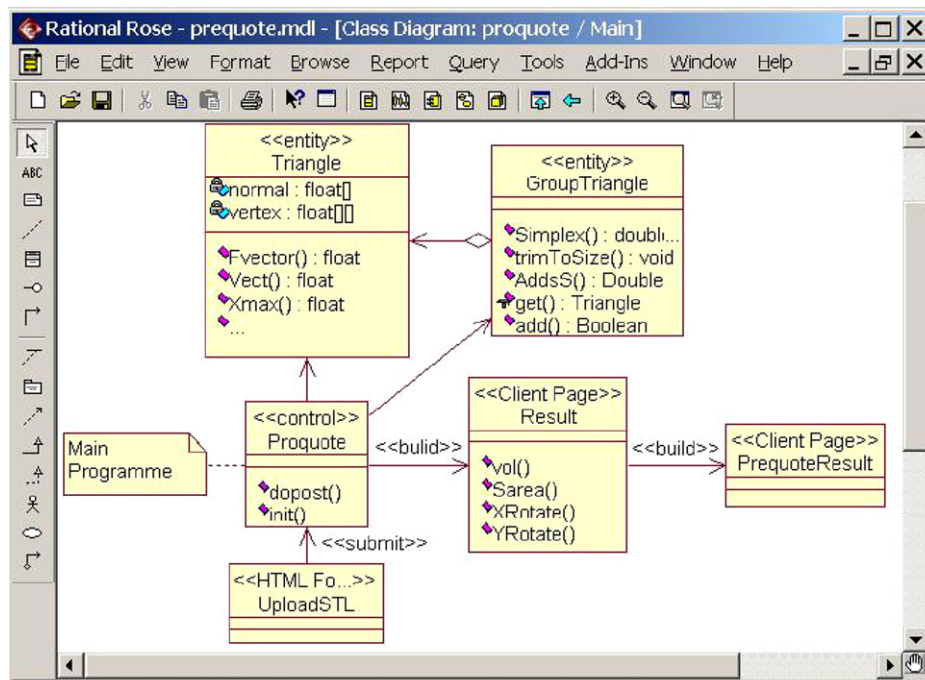 Rational Rose - prequote.mdl - [Class Diagram: proquote / Main]
File Edit View Format Browse Report Query Tools Add-Ins Window Help
ABC
<<entity>>
Triangle
normal : float[]
vertex : float[][]
Fvector() : float
Vect() : float
Xmax() : float
...
<<entity>>
GroupTriangle
Simplex() : doubl...
trimToSize() : void
AddsS() : Double
get() : Triangle
add() : Boolean
Main
Programme
<<control>>
Proquote
dopost()
init()
<<bulid>>
<<Client Page>>
Result
vol()
Sarea()
XRotate()
YRotate()
<<build>>
<<Client Page>>
PrequoteResult
<<submit>>
<<HTML Fo...>>
UploadSTL